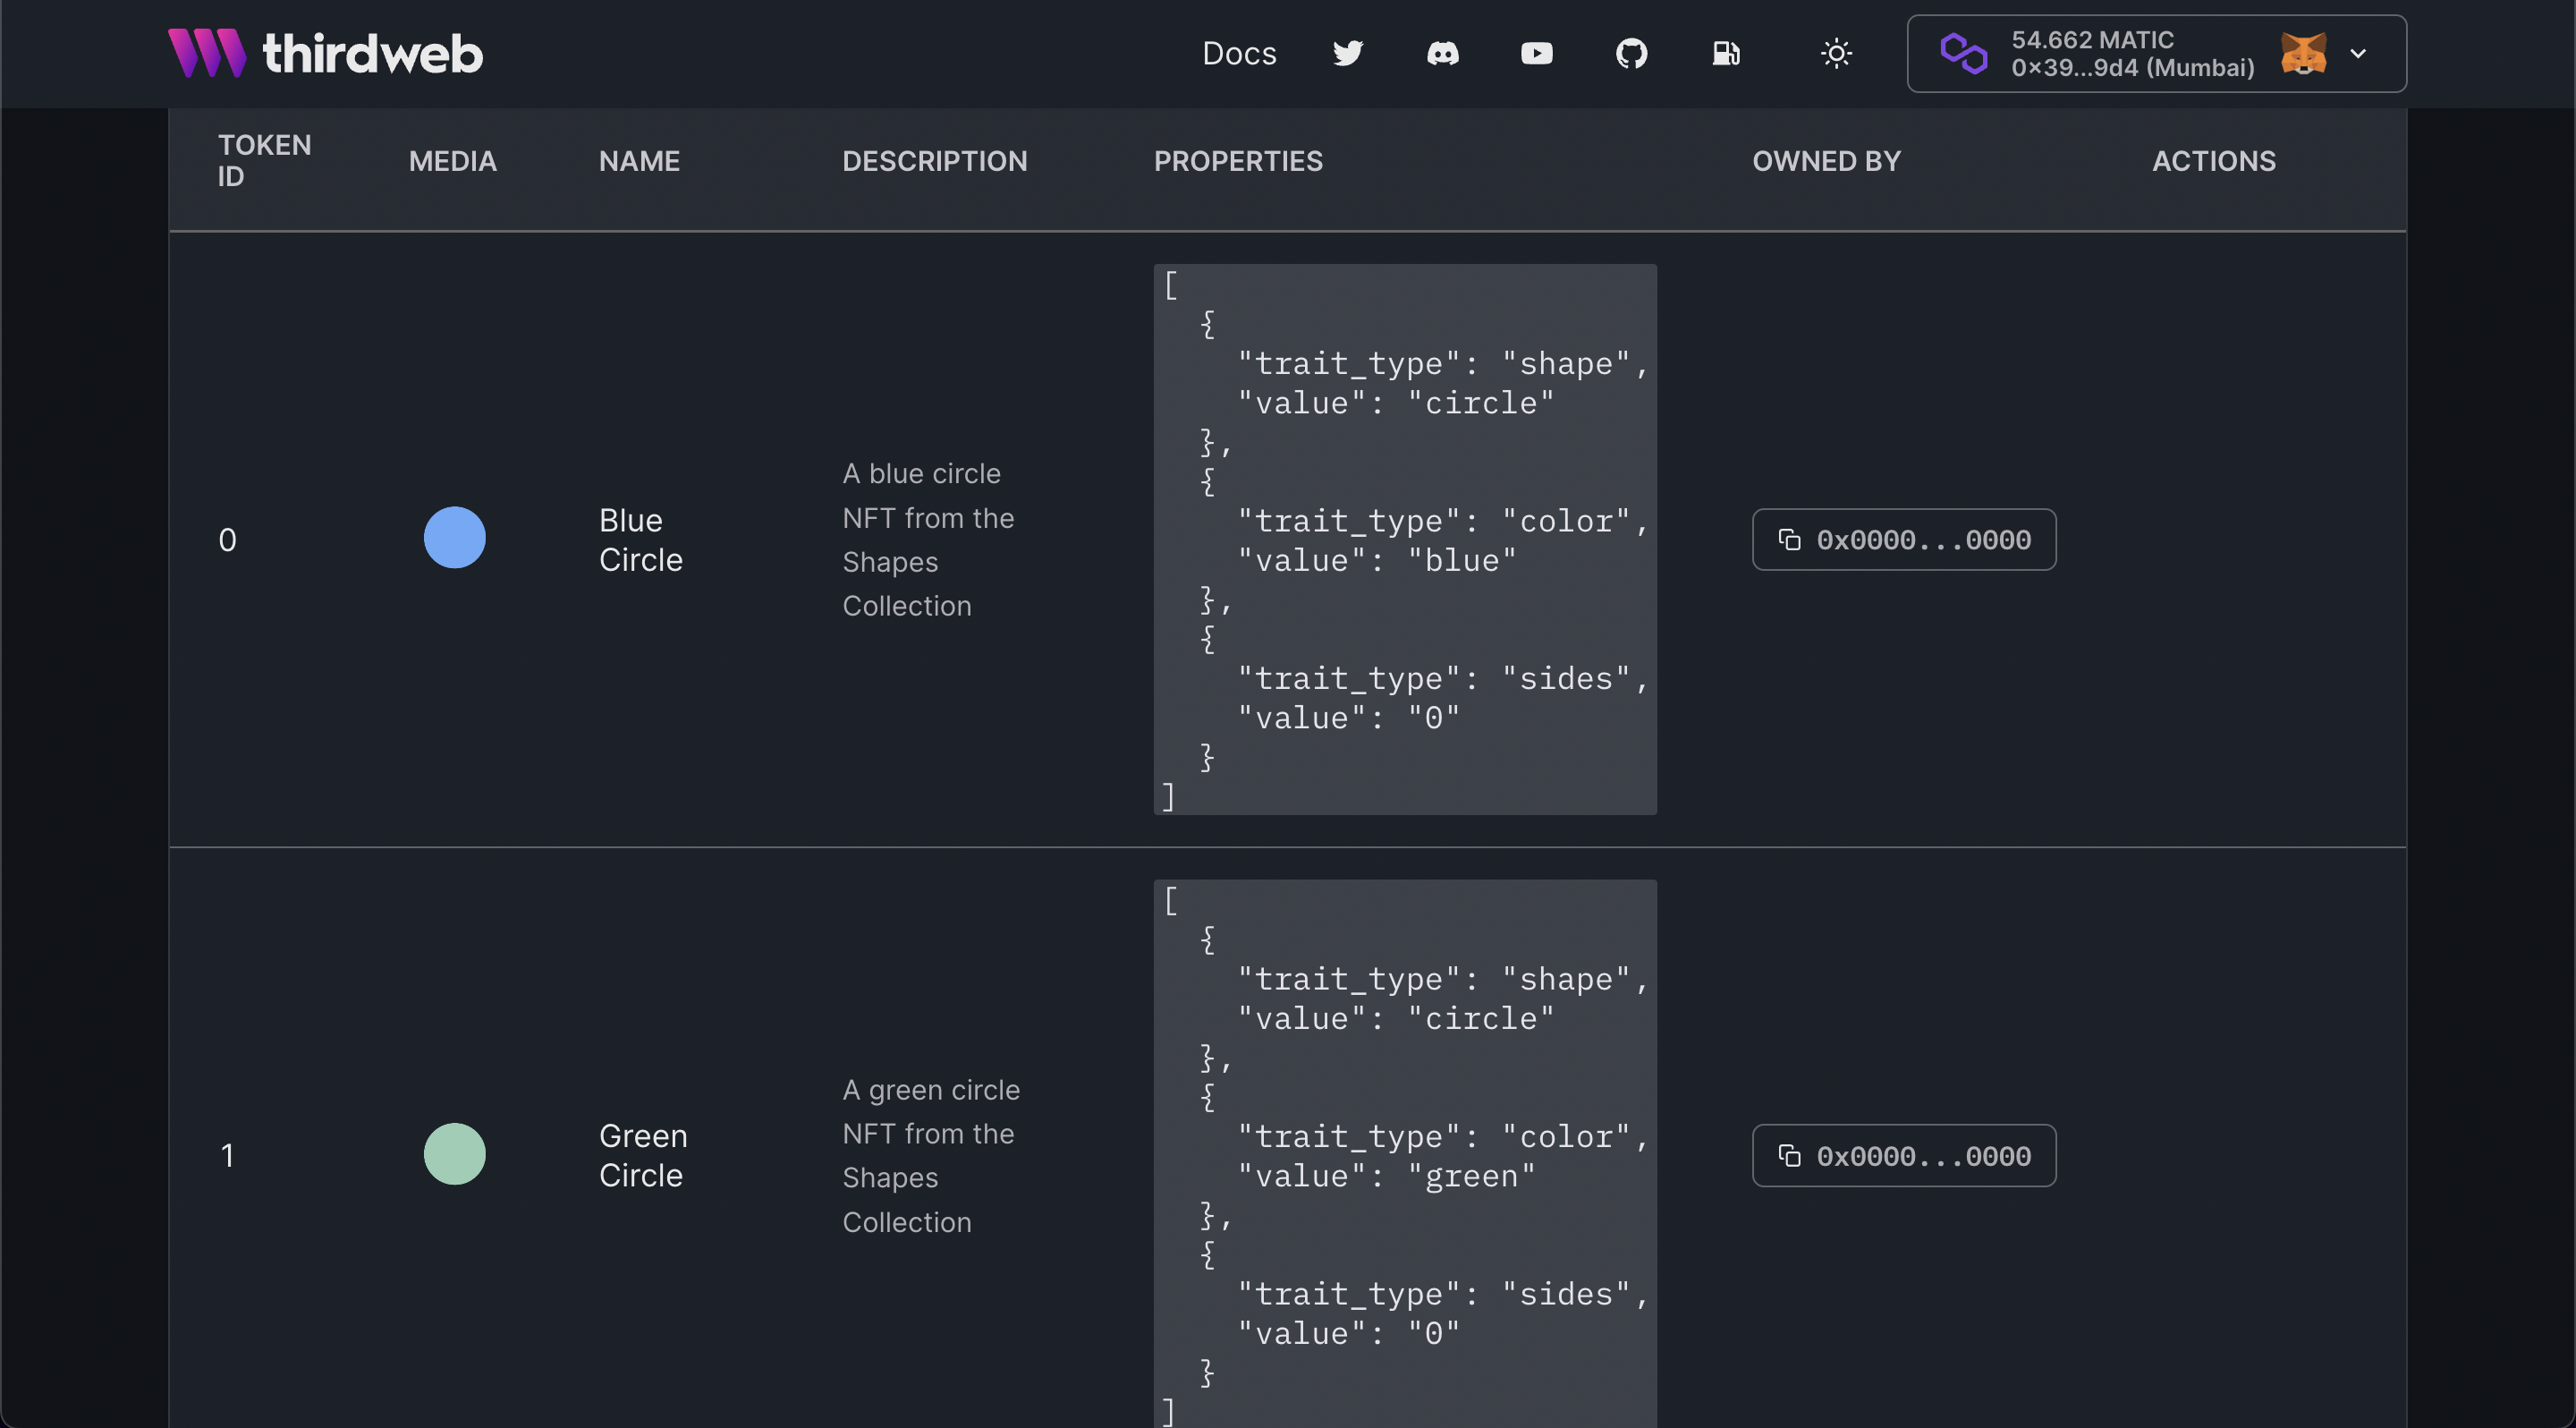 thirdweb
Docs
54.662 MATIC
0×39...9d4 (Mumbai)
TOKEN ID
MEDIA
NAME
DESCRIPTION
PROPERTIES
OWNED BY
ACTIONS
0
Blue
Circle
A blue circle
NFT from the
Shapes
Collection
[
{
"trait_type": "shape",
"value": "circle"
},
{
"trait_type": "color",
"value": "blue"
},
{
"trait_type": "sides",
"value": "0"
}
]
0x0000...0000
1
Green
Circle
A green circle
NFT from the
Shapes
Collection
[
{
"trait_type": "shape",
"value": "circle"
},
{
"trait_type": "color",
"value": "green"
},
{
"trait_type": "sides",
"value": "0"
}
]
0x0000...0000